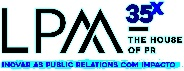 LPM 35x
THE HOUSE
OF PR
INOVAR AS PUBLIC RELATIONS COM IMPACTO